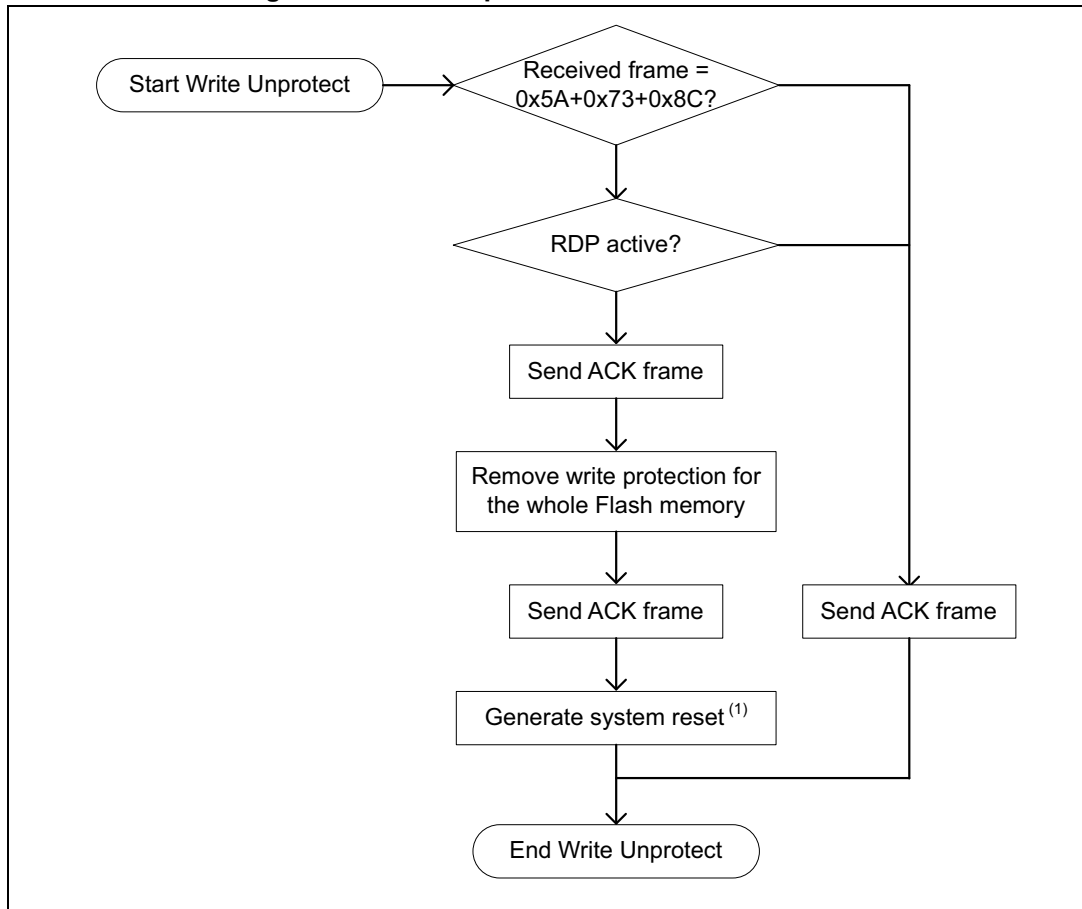 Start Write Unprotect
Received frame =
0x5A+0x73+0x8C?
RDP active?
Send ACK frame
Remove write protection for
the whole Flash memory
Send ACK frame
Send ACK frame
Generate system reset (1)
End Write Unprotect